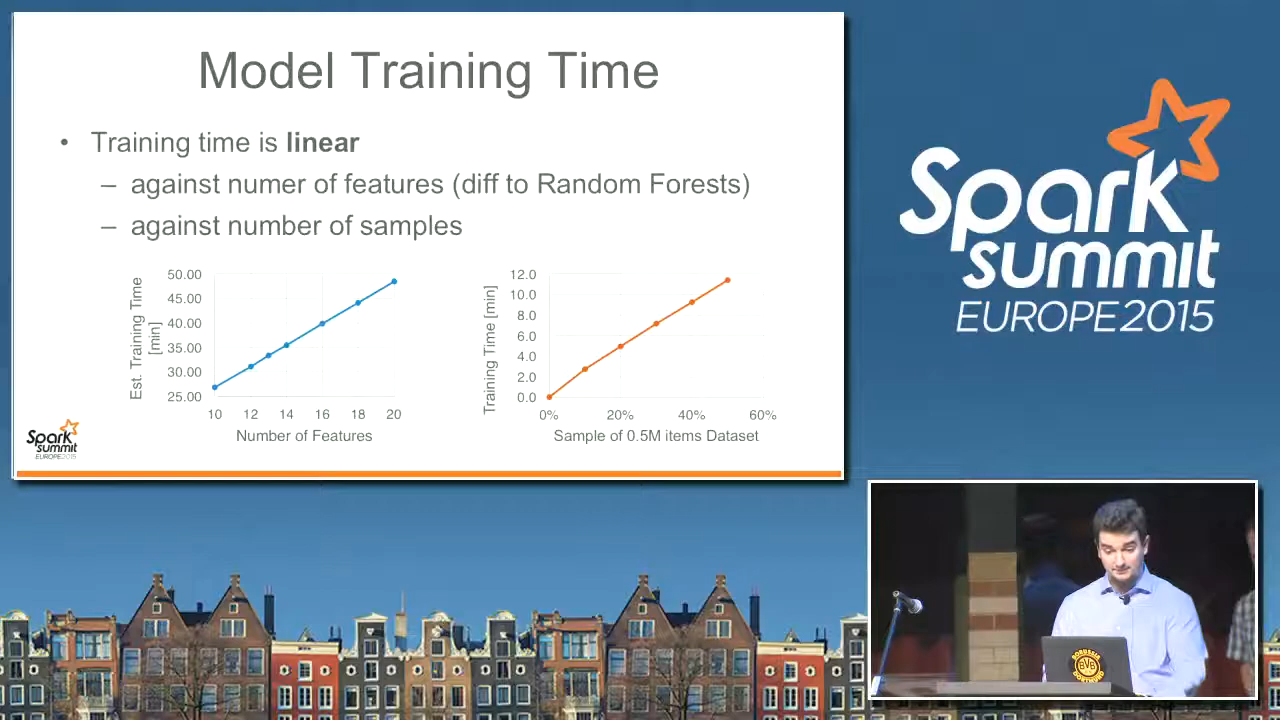 Model Training Time
• Training time is linear
– against numer of features (diff to Random Forests)
– against number of samples
Est. Training Time
[min]
50.00
45.00
40.00
35.00
30.00
25.00
10 12 14 16 18 20
Number of Features
Training Time [min]
12.0
10.0
8.0
6.0
4.0
2.0
0.0
0% 20% 40% 60%
Sample of 0.5M items Dataset
Spark
summit
EUROPE2015
Spark
summit
EUROPE 2015
BORUSSIA
BVB
DORTMUND